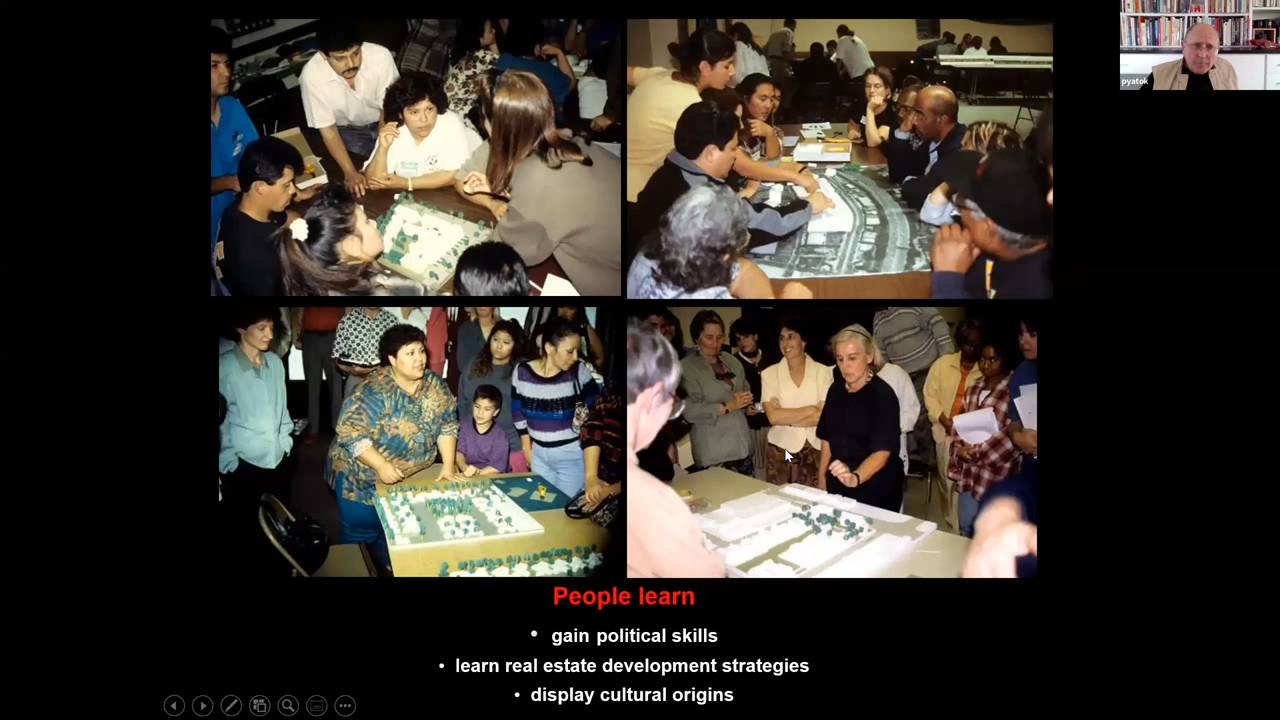 pyatok
People learn
• gain political skills
• learn real estate development strategies
• display cultural origins